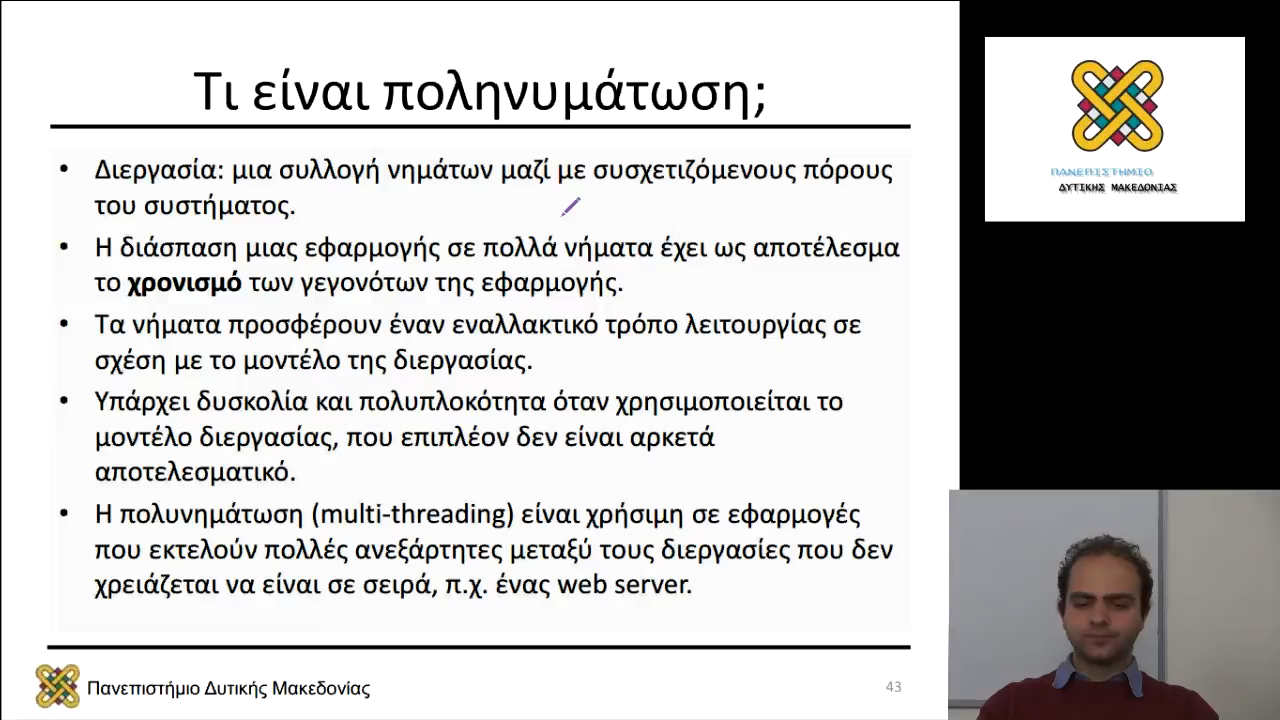 Τι είναιποληνυμάτωση;
• Διεργασία: μια συλλογή νημάτων μαζί με συσχετιζόμενους πόρους
του συστήματος.
• Η διάσπαση μιας εφαρμογής σε πολλά νήματα έχει ως αποτέλεσμα
το χρονισμό των γεγονότων της εφαρμογής.
• Τα νήματα προσφέρουν έναν εναλλακτικό τρόπο λειτουργίας σε
σχέση με το μοντέλο της διεργασίας.
• Υπάρχει δυσκολία και πολυπλοκότητα όταν χρησιμοποιείται το
μοντέλο διεργασίας, που επιπλέον δεν είναι αρκετά
αποτελεσματικό.
• Η πολυνημάτωση (multi-threading) είναι χρήσιμη σε εφαρμογές
που εκτελούν πολλές ανεξάρτητες μεταξύ τους διεργασίες που δεν
χρειάζεται να είναι σε σειρά, π.χ. ένας web server.
Πανεπιστήμιο Δυτικής Μακεδονίας
43
ΠΑΝΕΠΙΣΤΗΜΙΟ
ΔΥΤΙΚΗΣ ΜΑΚΕΔΟΝΙΑΣ